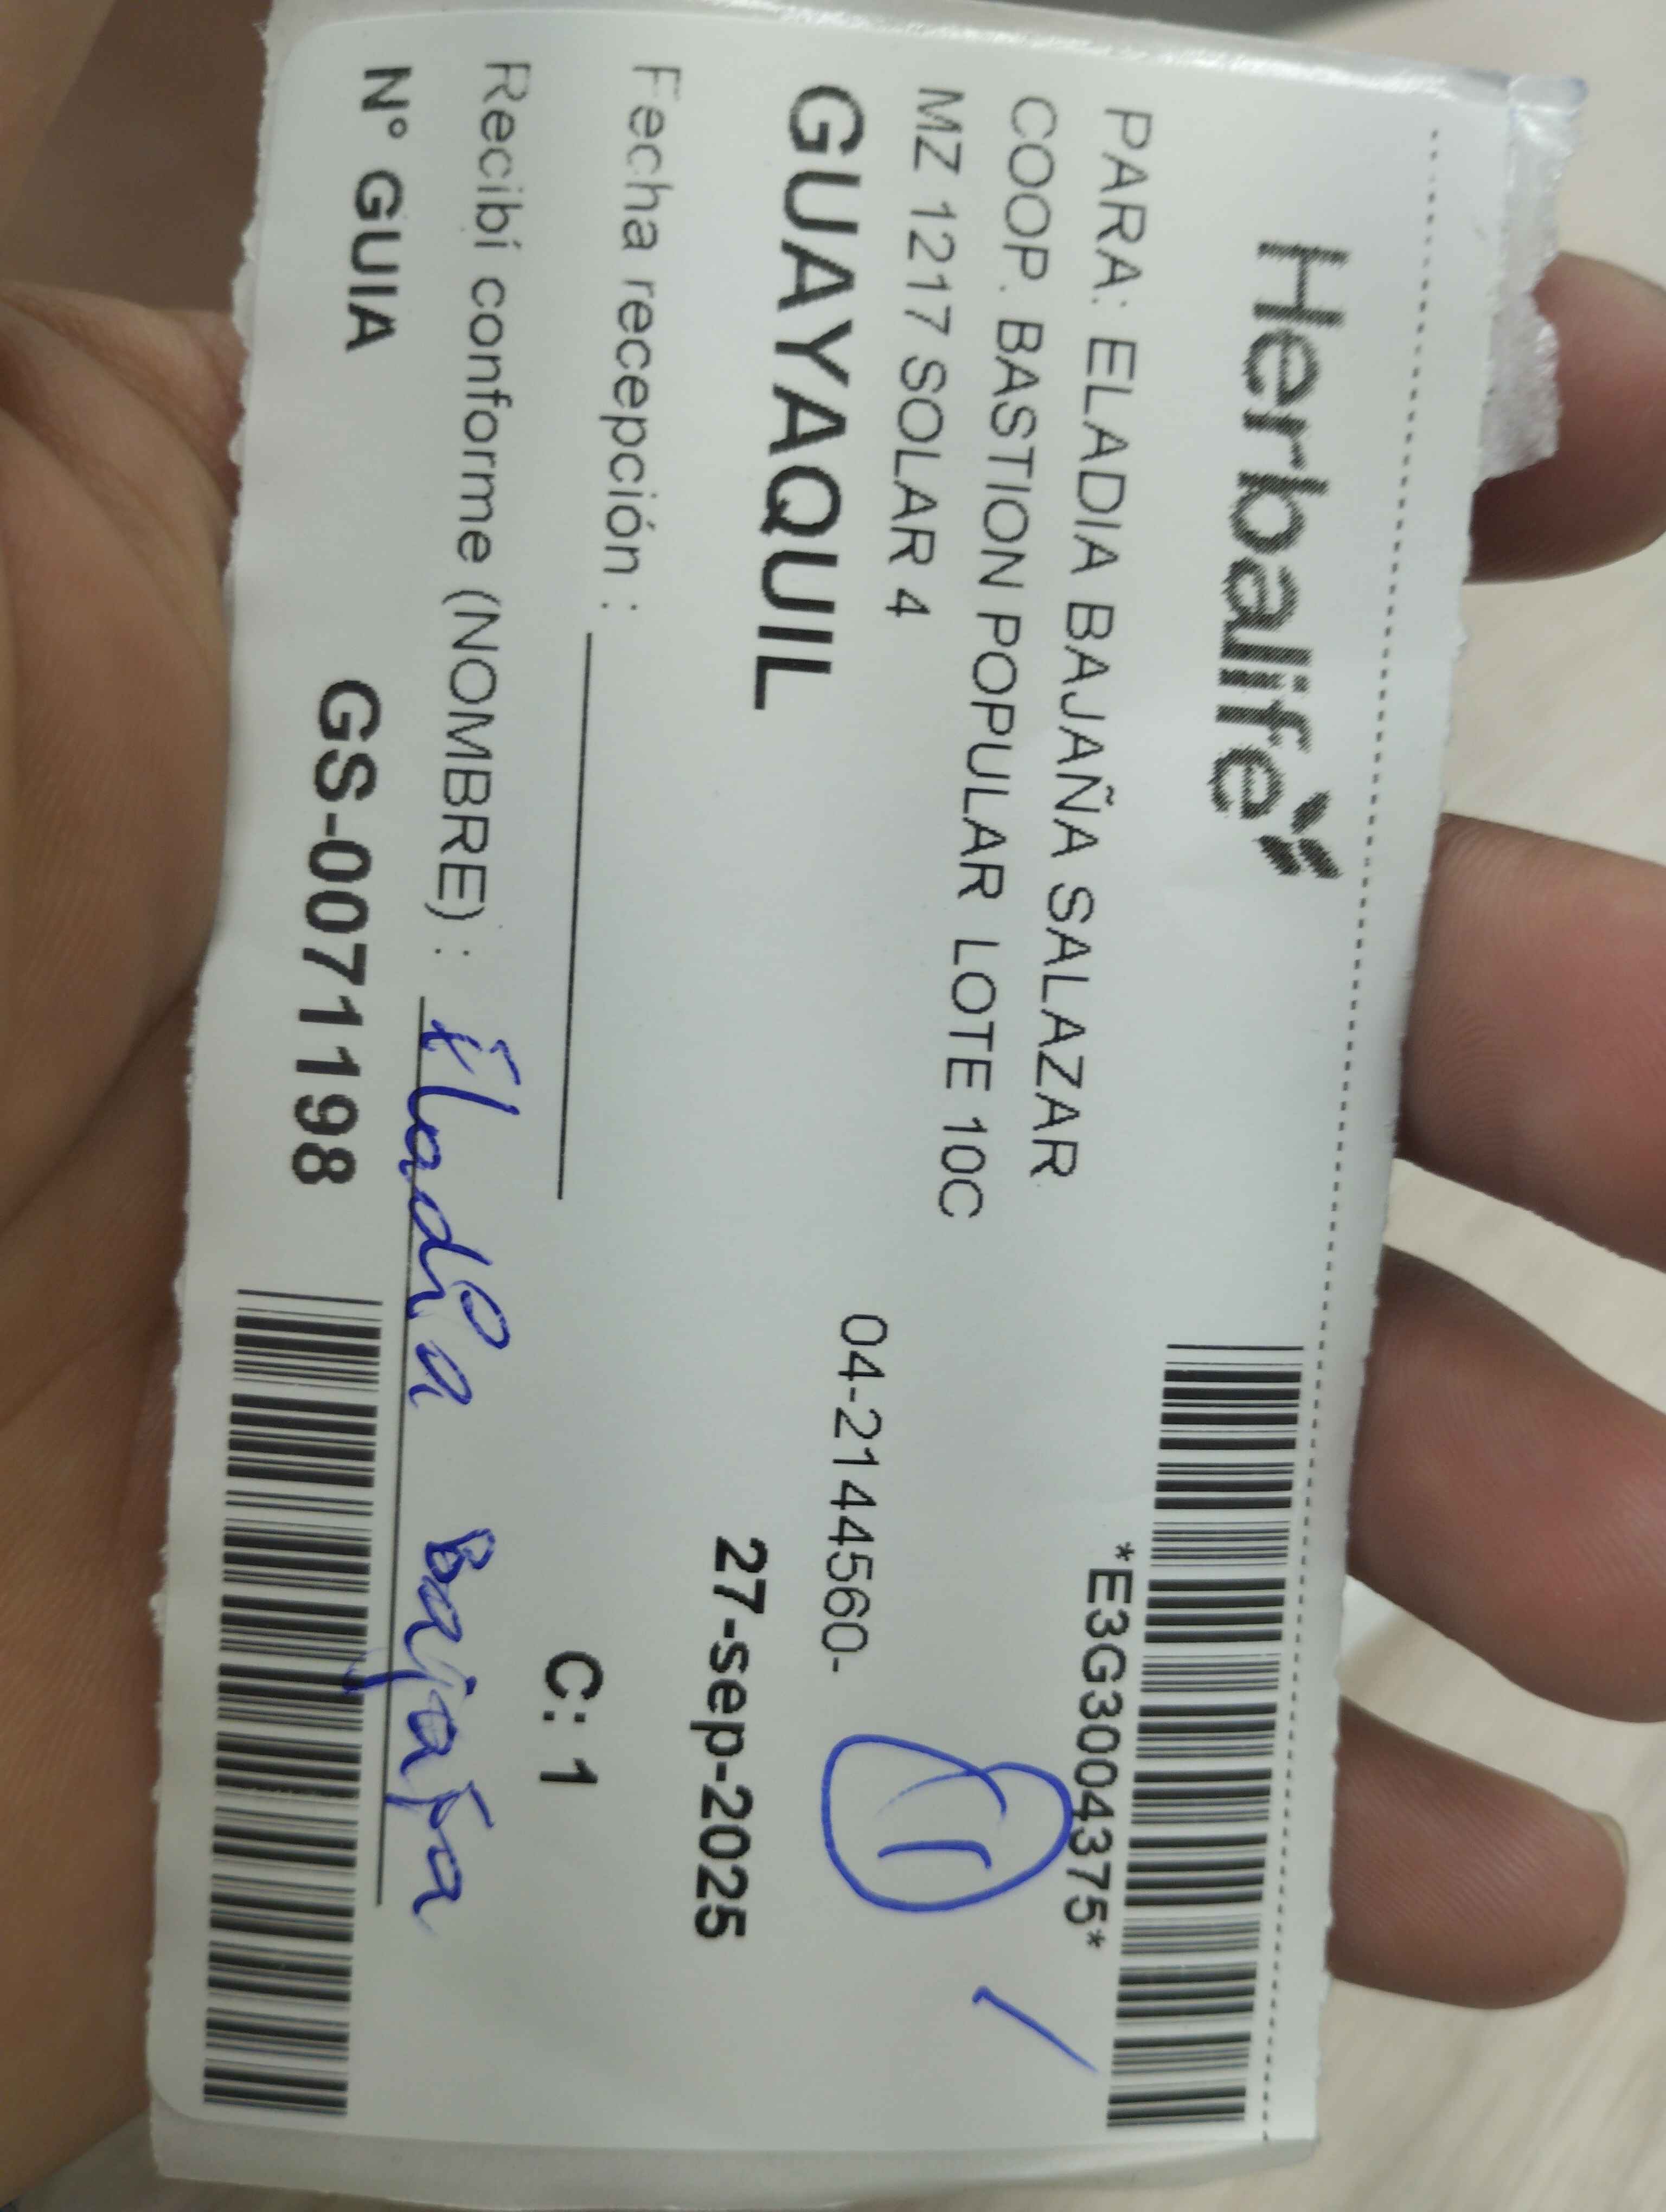 Herbalife
*E3G3004375*
PARA: ELADIA BAJAÑA SALAZAR
COOP. BASTION POPULAR LOTE 10C
MZ 1217 SOLAR 4
04-2144560-
GUAYAQUIL
27-sep-2025
Fecha recepción :
C: 1
Recibí conforme (NOMBRE) : Eladia Bajaña
N° GUIA GS-00711198